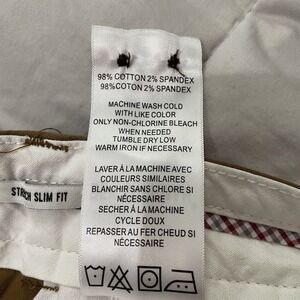 98% COTTON 2% SPANDEX
98%COTTON 2% SPANDEX
MACHINE WASH COLD
WITH LIKE COLOR
ONLY NON-CHLORINE BLEACH
WHEN NEEDED
TUMBLE DRY LOW
WARM IRON IF NECESSARY
LAVER À LA MACHINE AVEC
COULEURS SIMILAIRES
BLANCHIR SANS CHLORE SI
NÉCESSAIRE
SECHER À LA MACHINE
CYCLE DOUX
REPASSER AU FER CHEUD SI
NECESSAIRE
STRETCH SLIM FIT